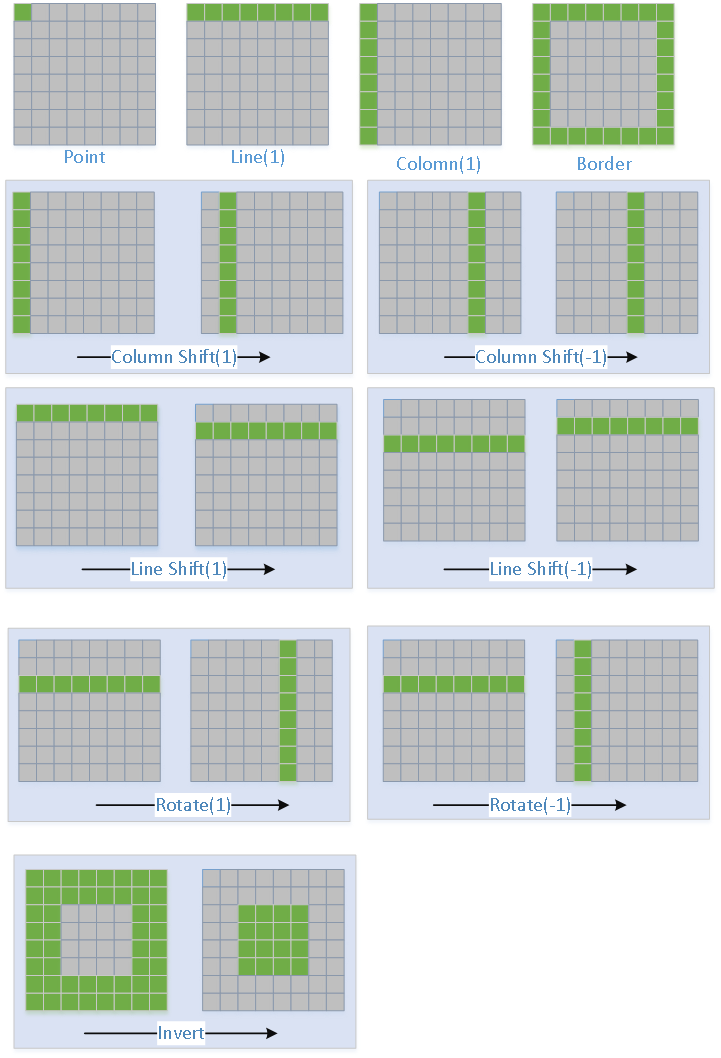 Point
Line(1)
Colomn(1)
Border
Column Shift(1)
Column Shift(-1)
Line Shift(1)
Line Shift(-1)
Rotate(1)
Rotate(-1)
Invert